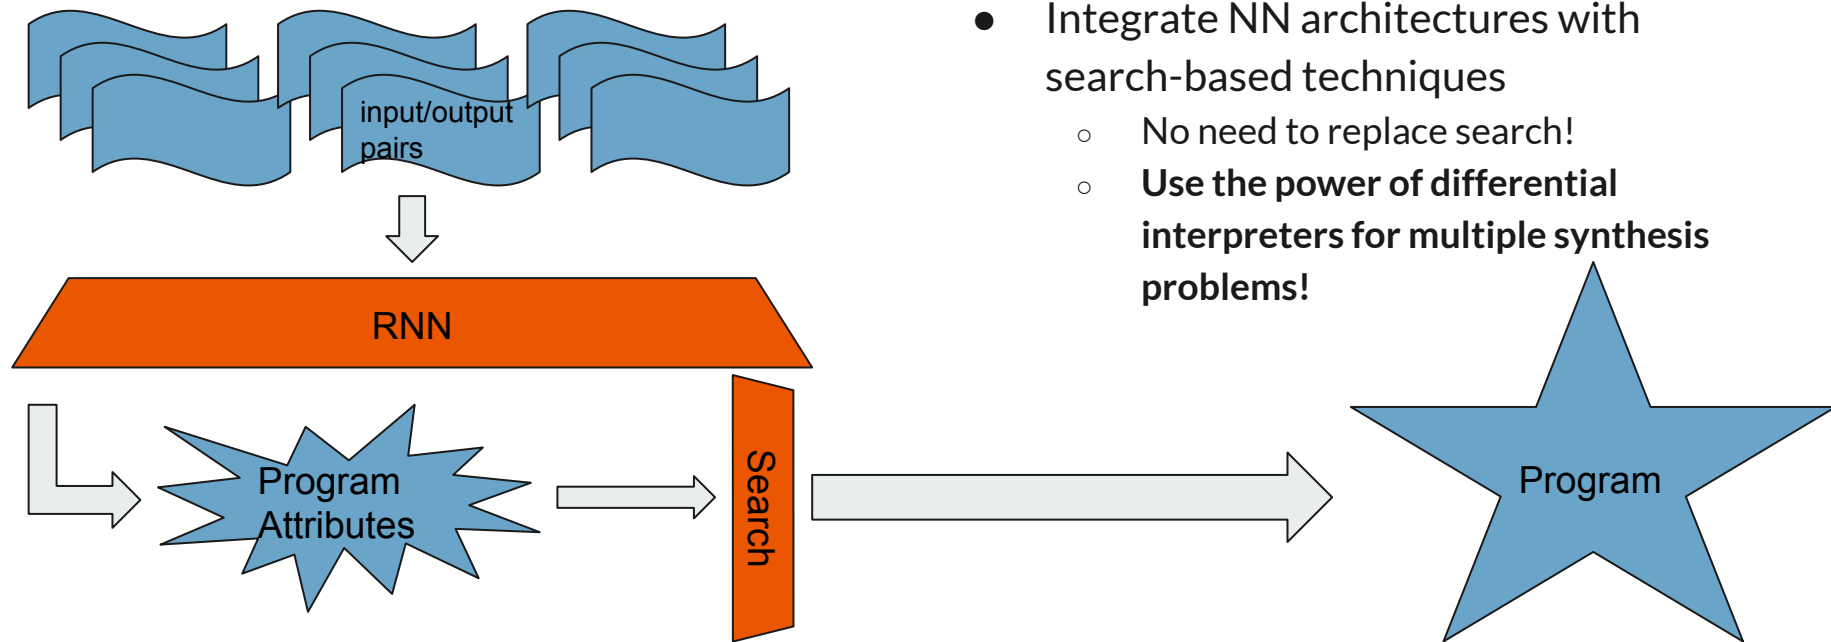 input/output
pairs
RNN
Program
Attributes
Search
Program
● Integrate NN architectures with
search-based techniques
○ No need to replace search!
○ Use the power of differential
interpreters for multiple synthesis
problems!